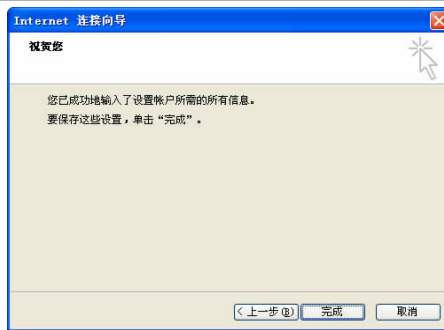 Internet 连接向导
祝贺您
您已成功地输入了设置帐户所需的所有信息。
要保存这些设置，单击“完成”。
< 上一步(B)
完成
取消